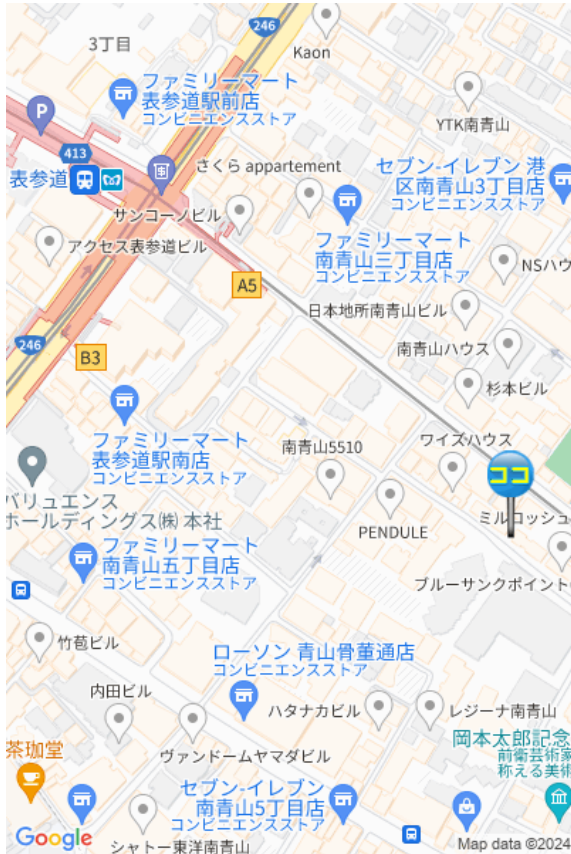 246
3丁目
Kaon
ファミリーマート
表参道駅前店
コンビニエンスストア
P
YTK南青山
413
表参道
さくら appartement
セブン-イレブン 港
区南青山3丁目店
コンビニエンスストア
サンコーノビル
アクセス表参道ビル
ファミリーマート
南青山三丁目店
コンビニエンスストア
NSハウ
A5
日本地所南青山ビル
246
B3
南青山ハウス
杉本ビル
ファミリーマート
表参道駅南店
コンビニエンスストア
南青山5510
ワイズハウス
ココ
バリュエンス
ホールディングス㈱ 本社
PENDULE
ミルコッシュ
ファミリーマート
南青山五丁目店
コンビニエンスストア
ブルーサンクポイント
竹苞ビル
ローソン 青山骨董通店
コンビニエンスストア
内田ビル
ハタナカビル
レジーナ南青山
茶珈堂
ヴァンドームヤマダビル
岡本太郎記念
前衛芸術家
称える美術
セブン-イレブン
南青山5丁目店
コンビニエンスストア
Google
シャトー東洋南青山
Map data ©2024